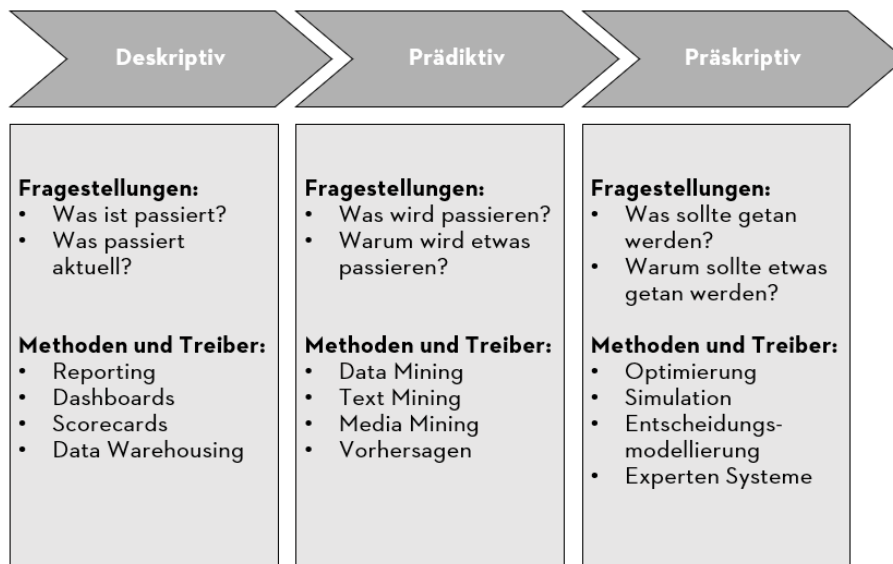 Deskriptiv
Prädiktiv
Präskriptiv
Fragestellungen:
• Was ist passiert?
• Was passiert
aktuell?
Methoden und Treiber:
• Reporting
• Dashboards
• Scorecards
• Data Warehousing
Fragestellungen:
• Was wird passieren?
• Warum wird etwas
passieren?
Methoden und Treiber:
• Data Mining
• Text Mining
• Media Mining
• Vorhersagen
Fragestellungen:
• Was sollte getan
werden?
• Warum sollte etwas
getan werden?
Methoden und Treiber:
• Optimierung
• Simulation
• Entscheidungs-
modellierung
• Experten Systeme